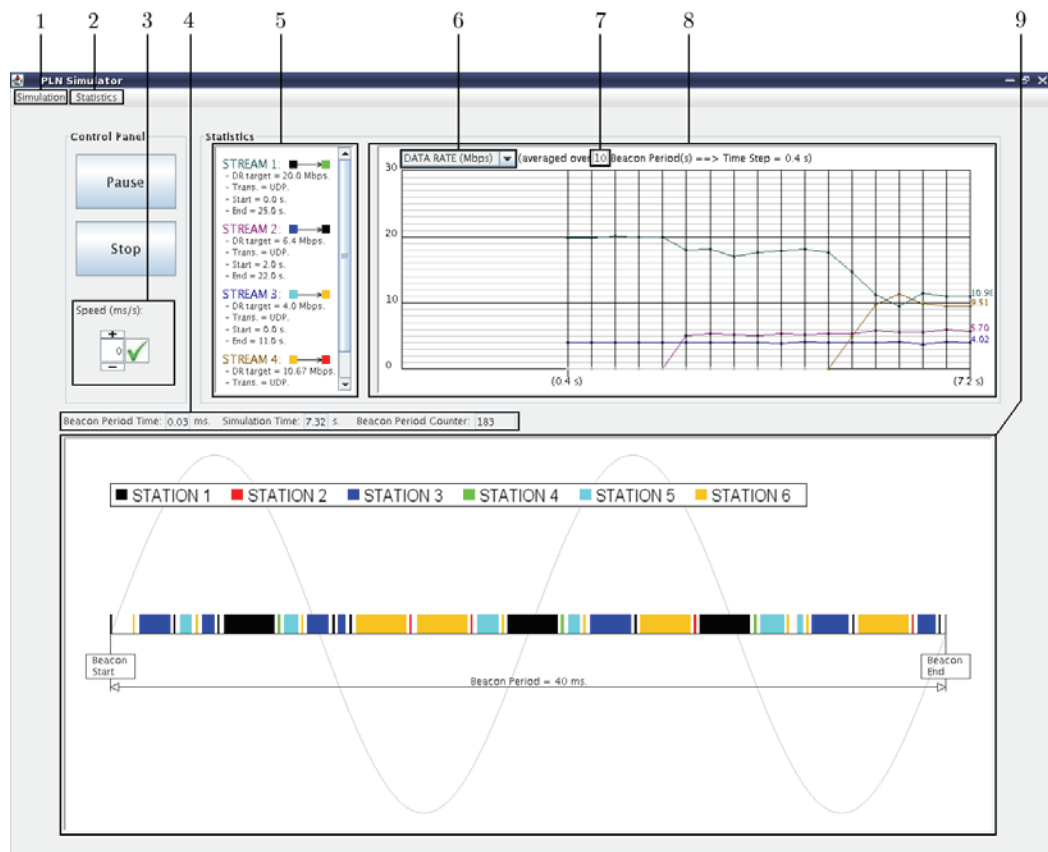 1 2 3 4 5 6 7 8 9
PLN Simulator
Simulation Statistics
Control Panel
Pause
Stop
Speed (ms/s):
+
0
−
Statistics
STREAM 1:
- DR target = 20.0 Mbps.
- Trans. = UDP.
- Start = 0.0 s.
- End = 25.0 s.
STREAM 2:
- DR target = 6.4 Mbps.
- Trans. = UDP.
- Start = 2.0 s.
- End = 22.0 s.
STREAM 3:
- DR target = 4.0 Mbps.
- Trans. = UDP.
- Start = 0.0 s.
- End = 11.0 s.
STREAM 4:
- DR target = 10.67 Mbps.
- Trans. = UDP.
DATA RATE (Mbps) (averaged over 10 Beacon Period(s) ==> Time Step = 0.4 s)
30
20
10
0
10.98
9.51
5.70
4.02
(0.4 s) (7.2 s)
Beacon Period Time: 0.03 ms. Simulation Time: 7.32 s. Beacon Period Counter: 183
STATION 1 STATION 2 STATION 3 STATION 4 STATION 5 STATION 6
Beacon Start
Beacon End
Beacon Period = 40 ms.